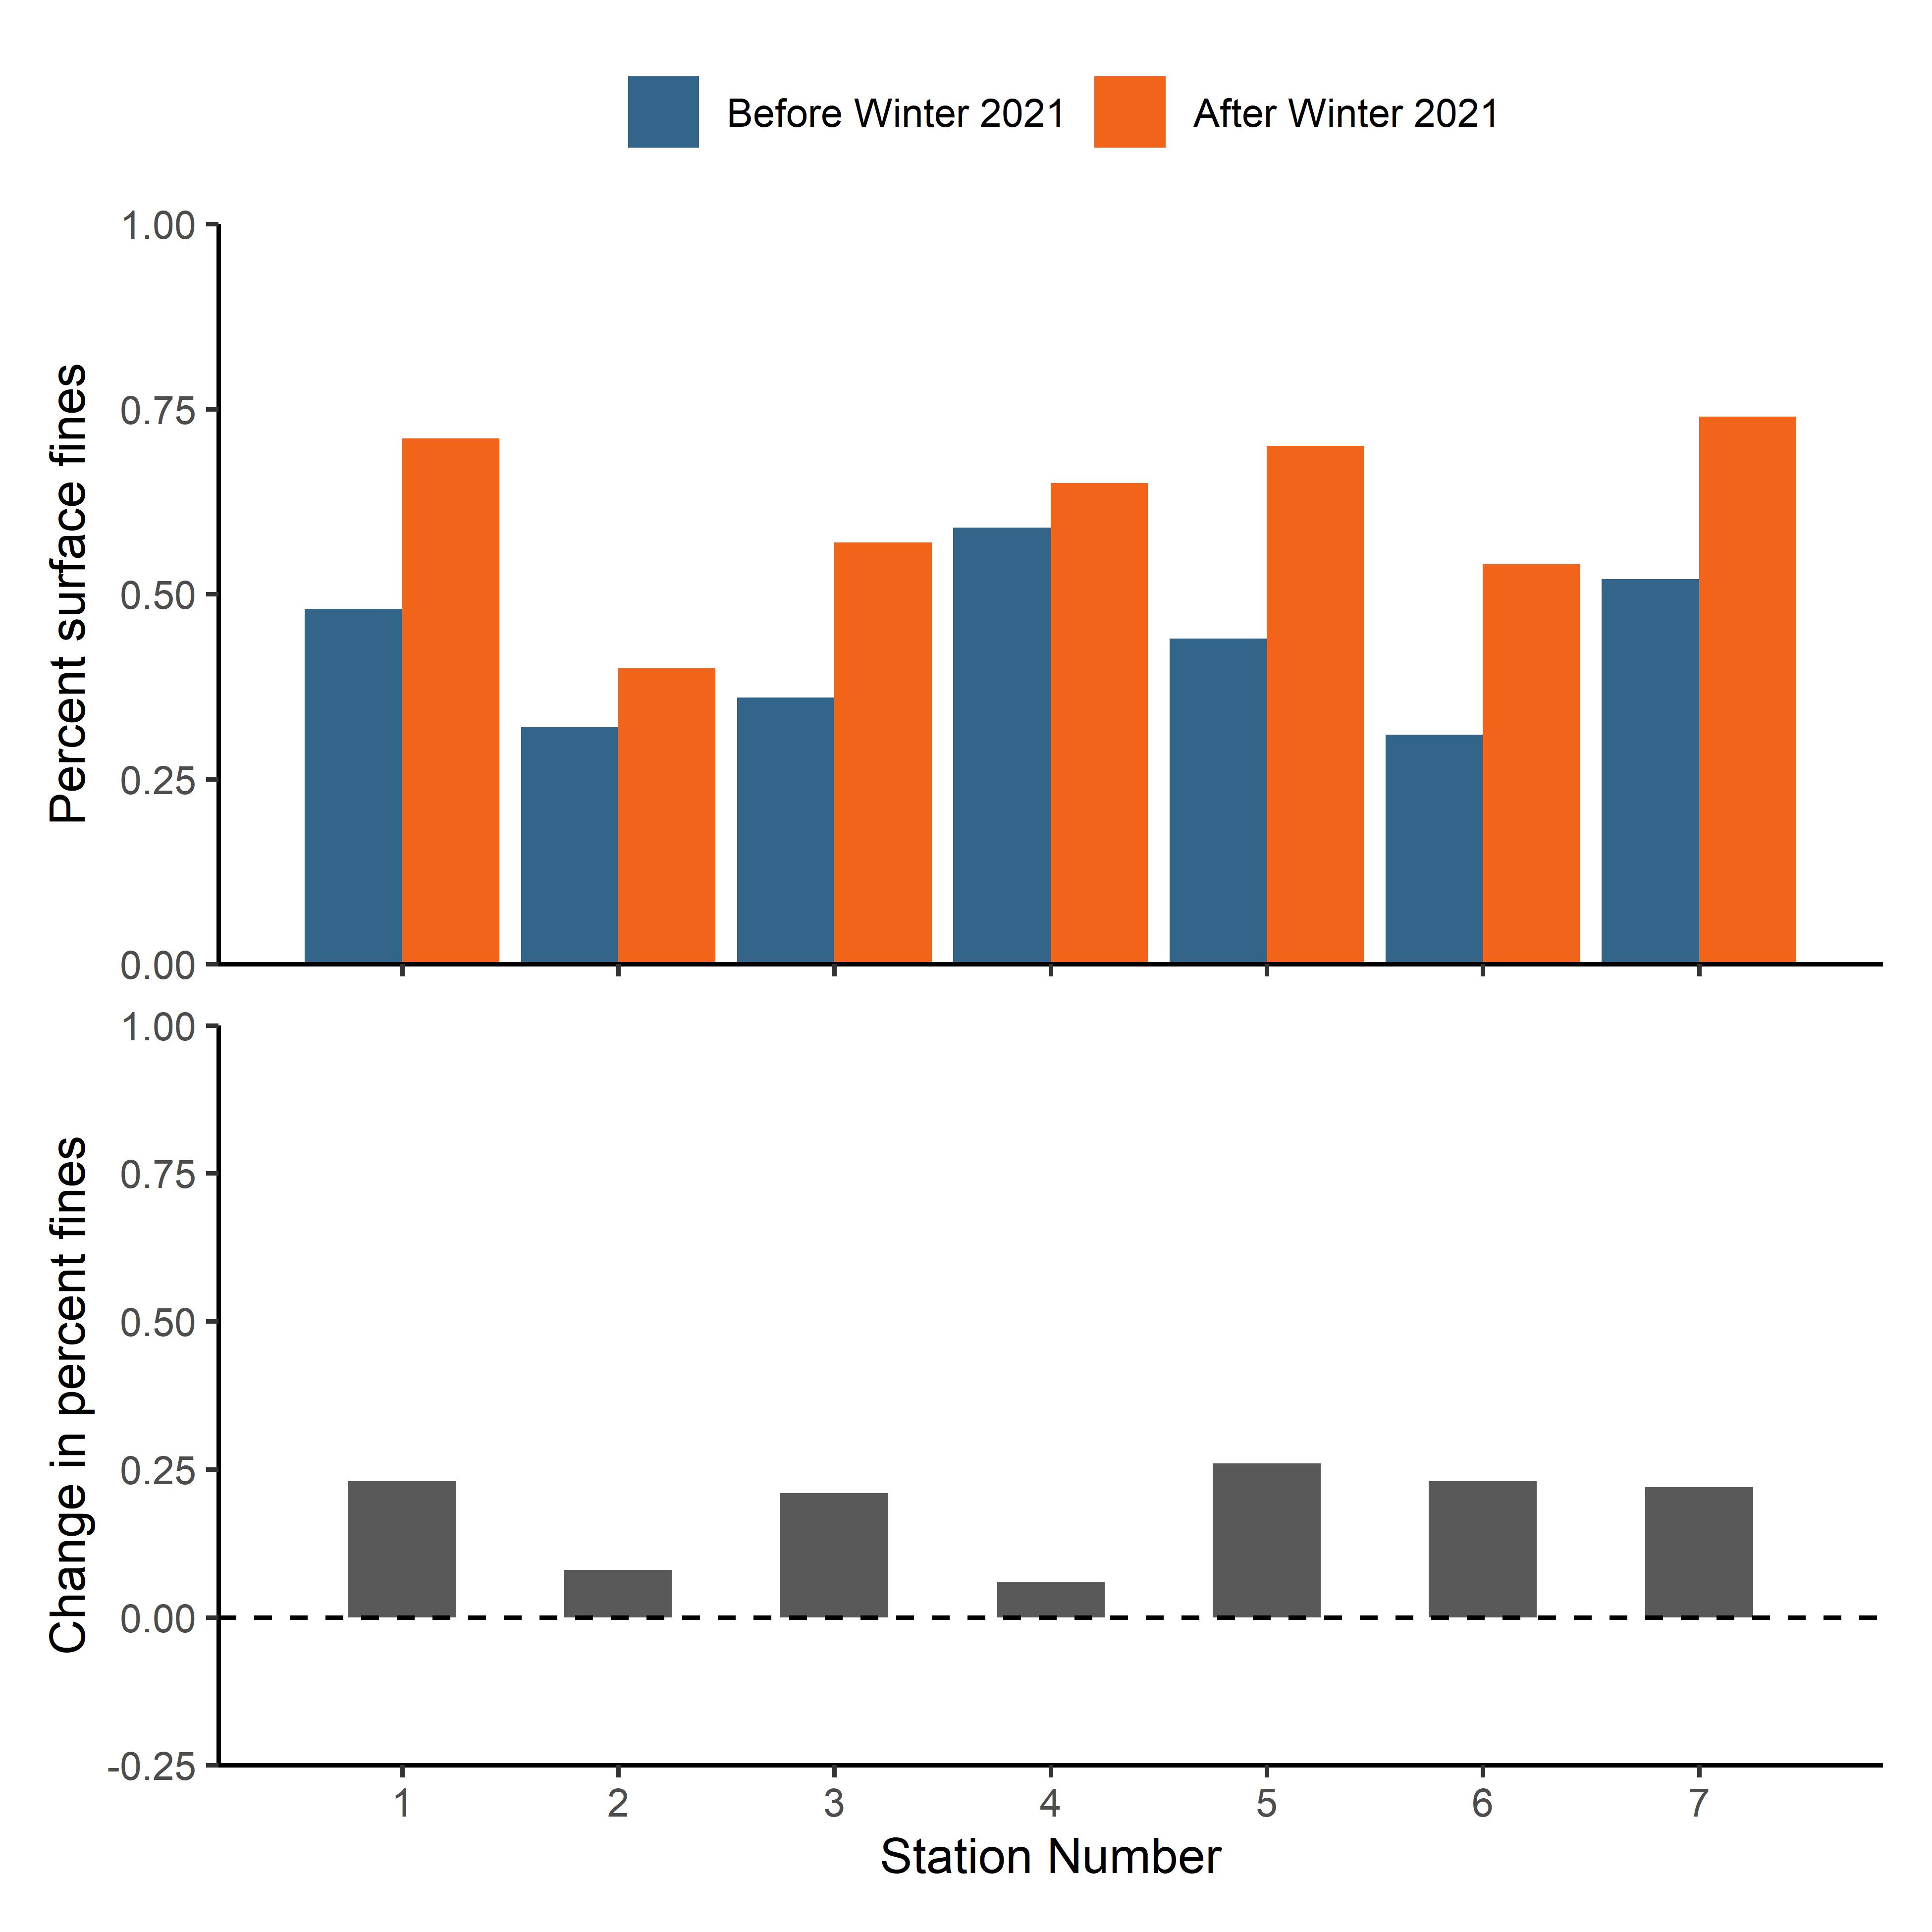 Before Winter 2021
After Winter 2021
Percent surface fines
1.00
0.75
0.50
0.25
0.00
Change in percent fines
1.00
0.75
0.50
0.25
0.00
-0.25
1 2 3 4 5 6 7
Station Number